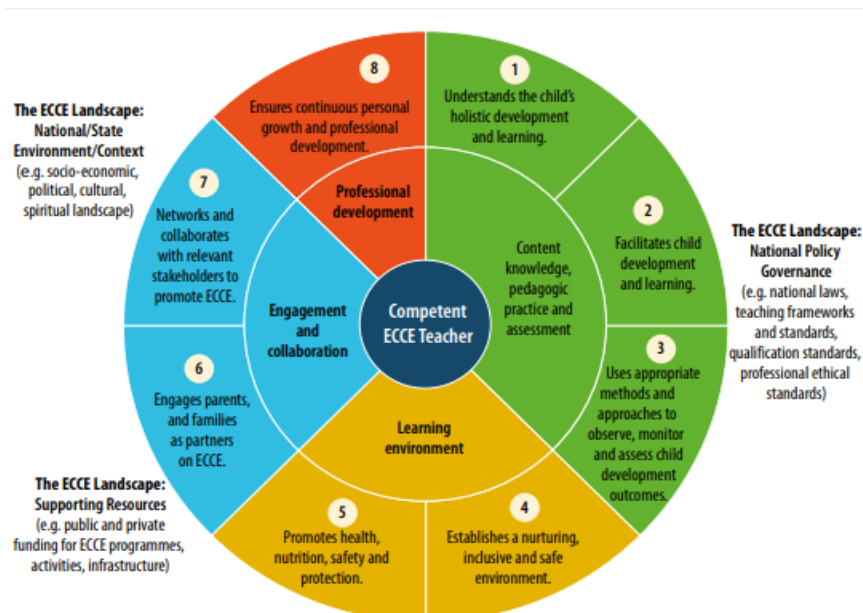 The ECCE Landscape:
National/State
Environment/Context
(e.g. socio-economic,
political, cultural,
spiritual landscape)
8
Ensures continuous personal
growth and professional
development.
1
Understands the child's
holistic development
and learning.
2
Facilitates child
development
and learning.
3
Uses appropriate
methods and
approaches to
observe, monitor
and assess child
development
outcomes.
4
Establishes a nurturing,
inclusive and safe
environment.
5
Promotes health,
nutrition, safety and
protection.
6
Engages parents,
and families
as partners
on ECCE.
7
Networks and
collaborates
with relevant
stakeholders to
promote ECCE.
Professional
development
Content
knowledge,
pedagogic
practice and
assessment
Learning
environment
Engagement
and
collaboration
Competent
ECCE Teacher
The ECCE Landscape:
National Policy
Governance
(e.g. national laws,
teaching frameworks
and standards,
qualification standards,
professional ethical
standards)
The ECCE Landscape:
Supporting Resources
(e.g. public and private
funding for ECCE programmes,
activities, infrastructure)